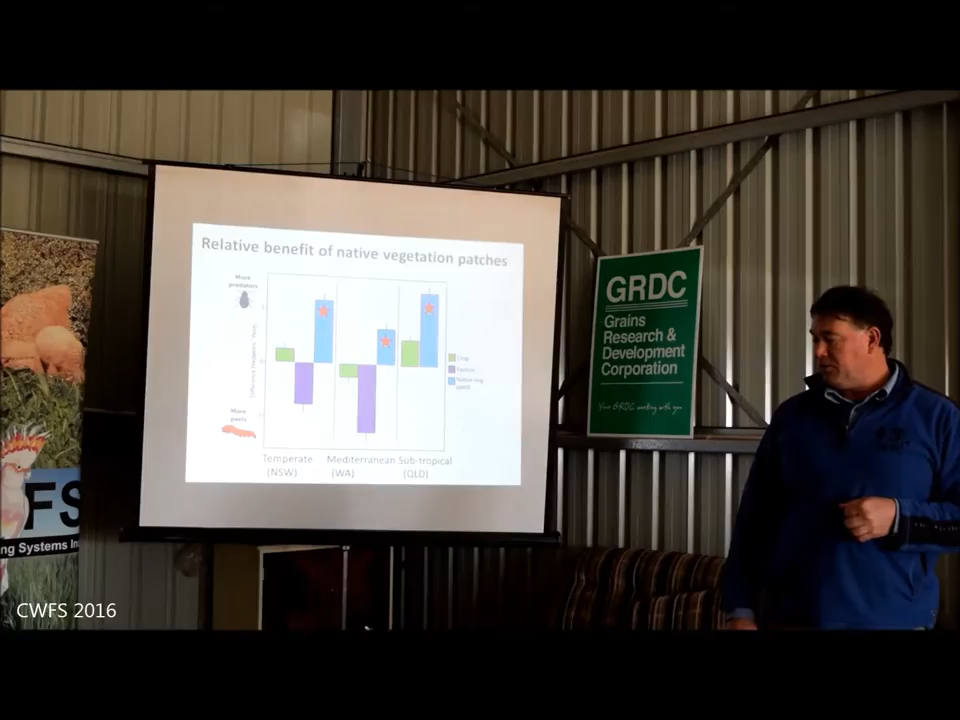 Relative benefit of native vegetation patches
More
predators
More
pests
Crop
Pasture
Native veg
Temperate
(NSW)
Mediterranean
(WA)
Sub-tropical
(QLD)
GRDC
Grains
Research &
Development
Corporation
Your GRDC working with you
FS
ng Systems In
CWFS 2016